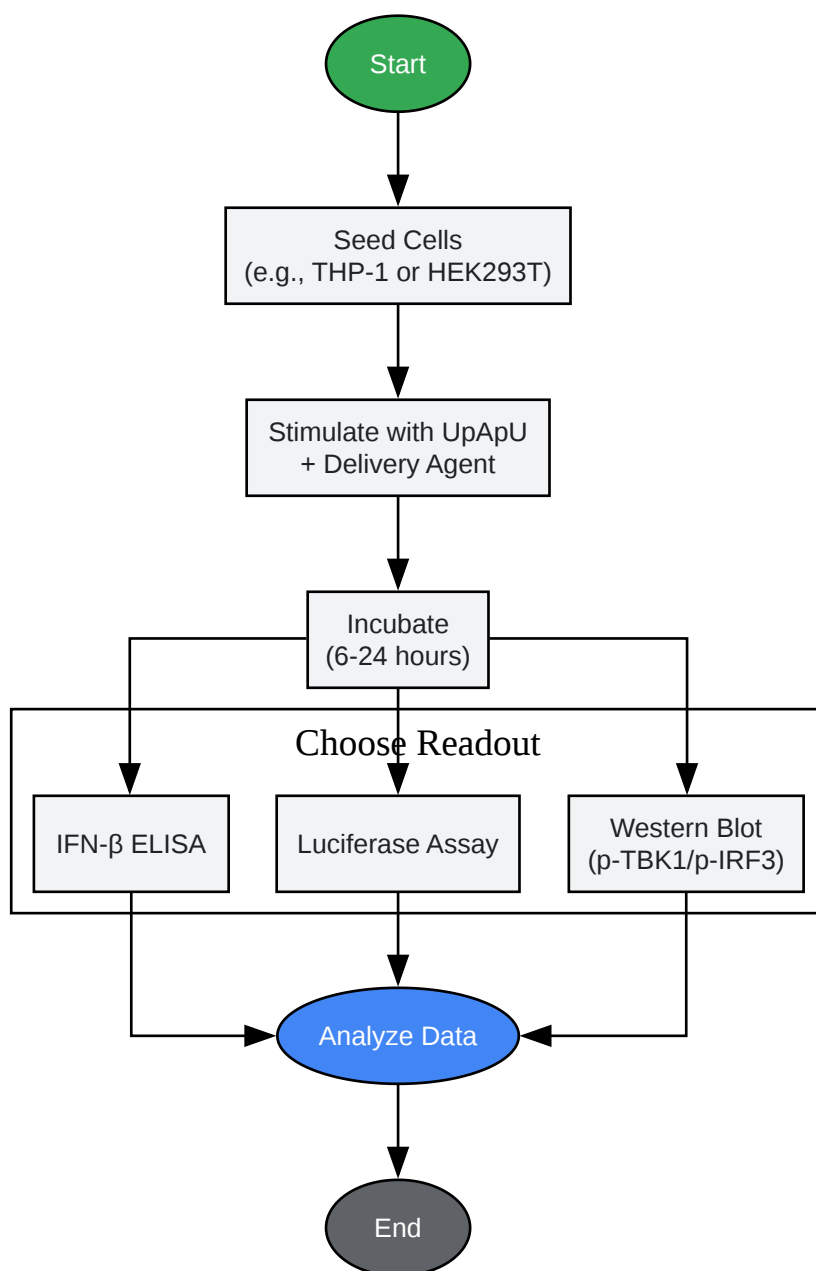 Start
Seed Cells
(e.g., THP-1 or HEK293T)
Stimulate with UpApU
+ Delivery Agent
Incubate
(6-24 hours)
Choose Readout
IFN-β ELISA
Luciferase Assay
Western Blot
(p-TBK1/p-IRF3)
Analyze Data
End